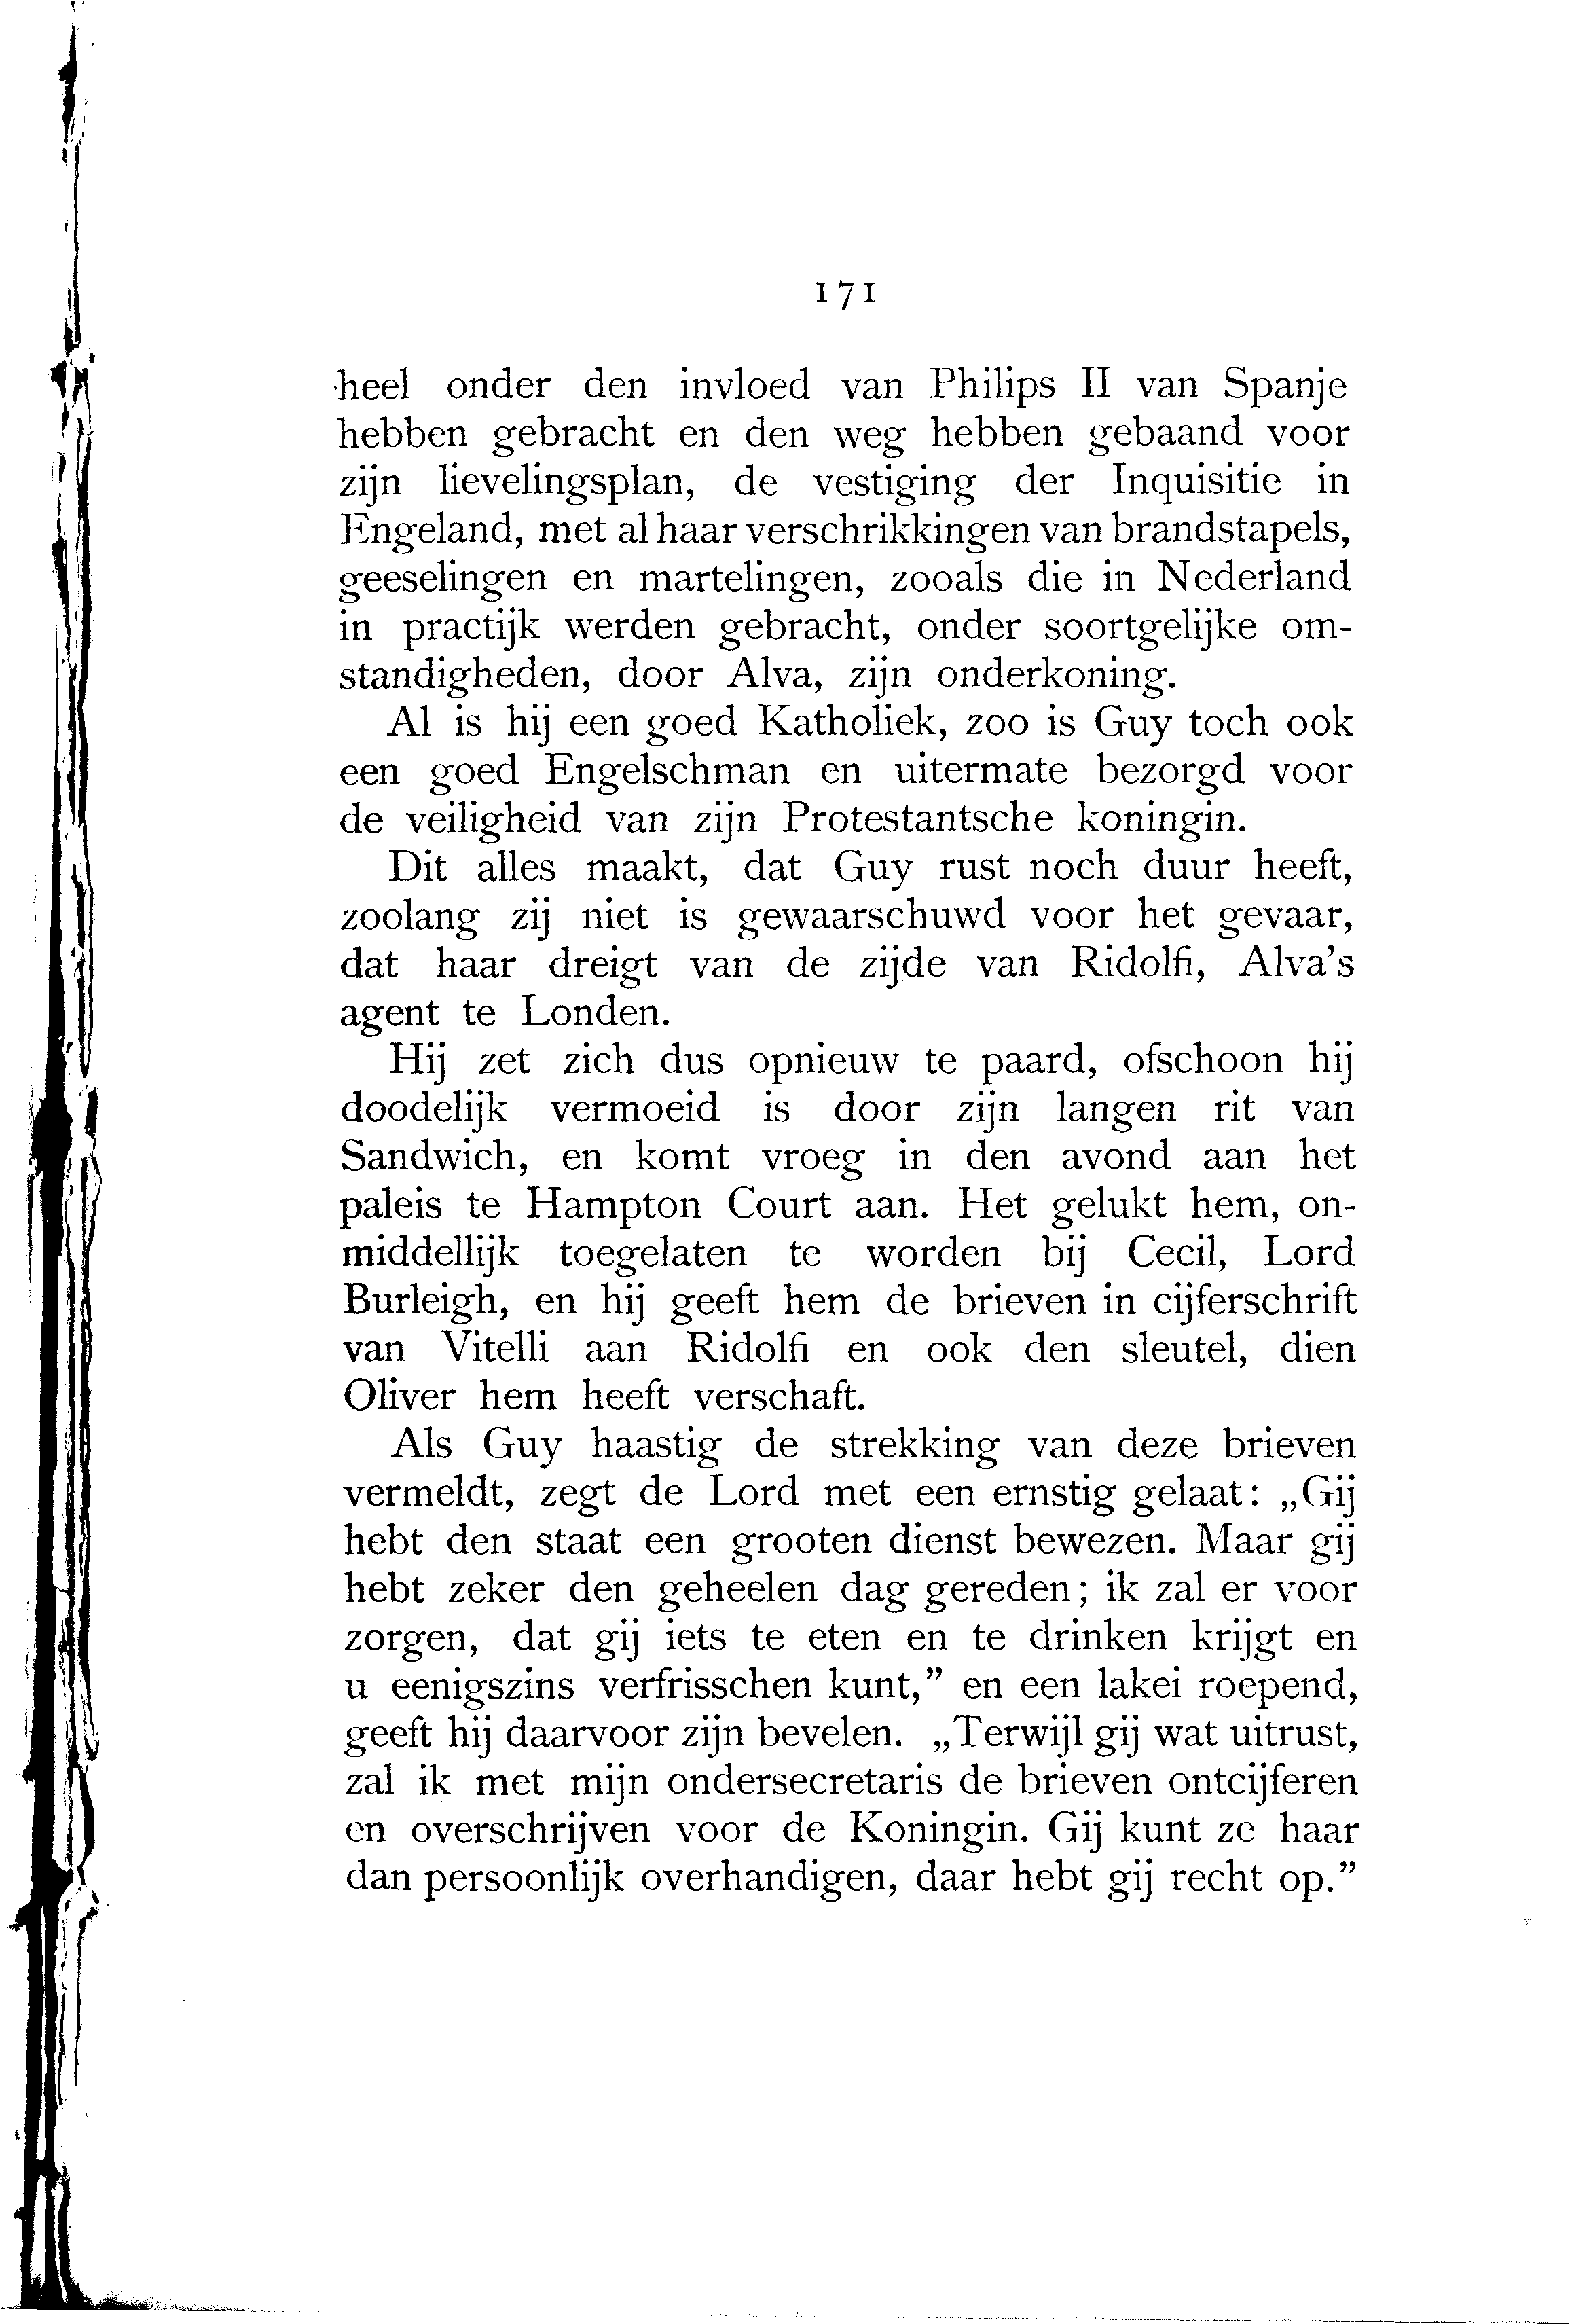 171
heel onder den invloed van Philips II van Spanje
hebben gebracht en den weg hebben gebaand voor
zijn lievelingsplan, de vestiging der Inquisitie in
Engeland, met al haar verschrikkingen van brandstapels,
geeselingen en martelingen, zooals die in Nederland
in practijk werden gebracht, onder soortgelijke om-
standigheden, door Alva, zijn onderkoning.
Al is hij een goed Katholiek, zoo is Guy toch ook
een goed Engelschman en uitermate bezorgd voor
de veiligheid van zijn Protestantsche koningin.
Dit alles maakt, dat Guy rust noch duur heeft,
zoolang zij niet is gewaarschuwd voor het gevaar,
dat haar dreigt van de zijde van Ridolfi, Alva's
agent te Londen.
Hij zet zich dus opnieuw te paard, ofschoon hij
doodelijk vermoeid is door zijn langen rit van
Sandwich, en komt vroeg in den avond aan het
paleis te Hampton Court aan. Het gelukt hem, on-
middellijk toegelaten te worden bij Cecil, Lord
Burleigh, en hij geeft hem de brieven in cijferschrift
van Vitelli aan Ridolfi en ook den sleutel, dien
Oliver hem heeft verschaft.
Als Guy haastig de strekking van deze brieven
vermeldt, zegt de Lord met een ernstig gelaat: „Gij
hebt den staat een grooten dienst bewezen. Maar gij
hebt zeker den geheelen dag gereden; ik zal er voor
zorgen, dat gij iets te eten en te drinken krijgt en
u eenigszins verfrisschen kunt,” en een lakei roepend,
geeft hij daarvoor zijn bevelen. „Terwijl gij wat uitrust,
zal ik met mijn ondersecretaris de brieven ontcijferen
en overschrijven voor de Koningin. Gij kunt ze haar
dan persoonlijk overhandigen, daar hebt gij recht op.”